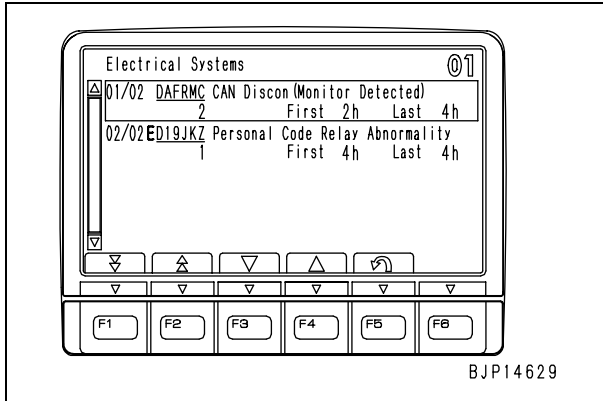 Electrical Systems 01
01/02 DAFRMC CAN Discon(Monitor Detected)
2 First 2h Last 4h
02/02 ED19JKZ Personal Code Relay Abnormality
1 First 4h Last 4h
F1 F2 F3 F4 F5 F6
BJP14629